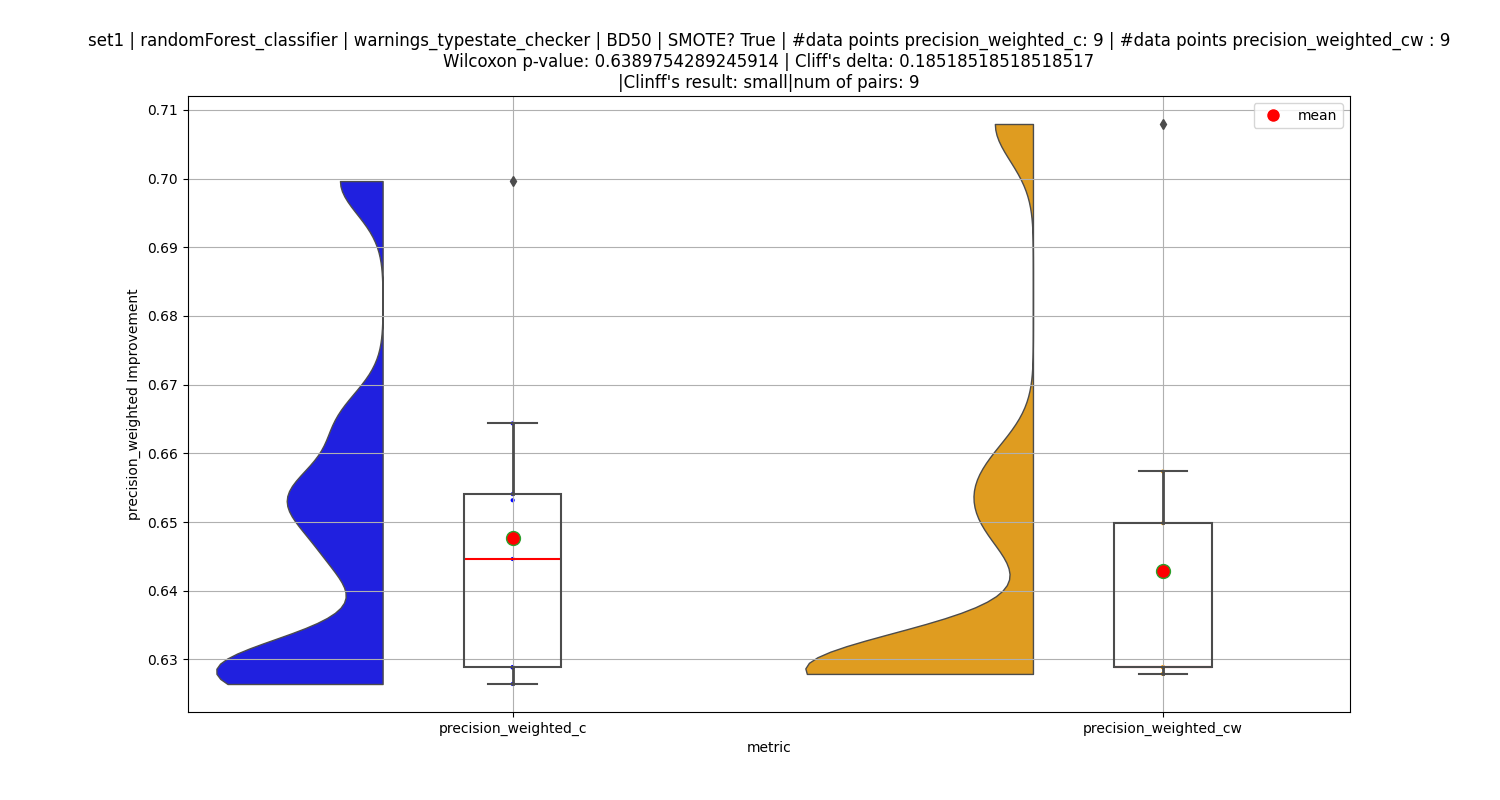 set1 | randomForest_classifier | warnings_typestate_checker | BD50 | SMOTE? True | #data points precision_weighted_c: 9 | #data points precision_weighted_cw : 9
Wilcoxon p-value: 0.6389754289245914 | Cliff's delta: 0.18518518518518517
|Clinff's result: small|num of pairs: 9
mean
0.71
0.70
0.69
0.68
0.67
0.66
0.65
0.64
0.63
precision_weighted Improvement
precision_weighted_c
precision_weighted_cw
metric